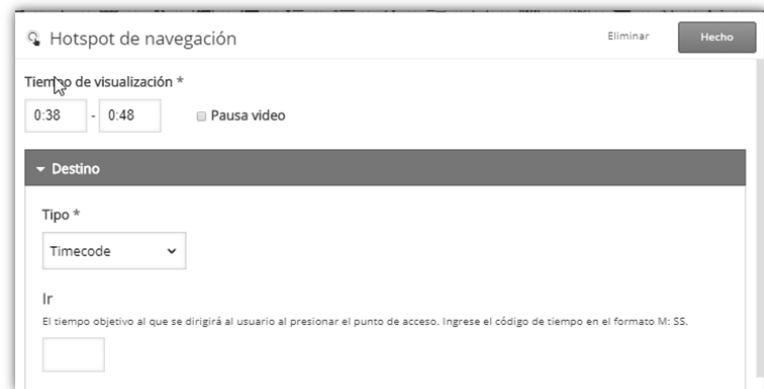 Hotspot de navegación
Eliminar
Hecho
Tiempo de visualización *
0:38 - 0:48 Pausa video
Destino
Tipo *
Timecode
Ir
El tiempo objetivo al que se dirigirá al usuario al presionar el punto de acceso. Ingrese el código de tiempo en el formato M: SS.